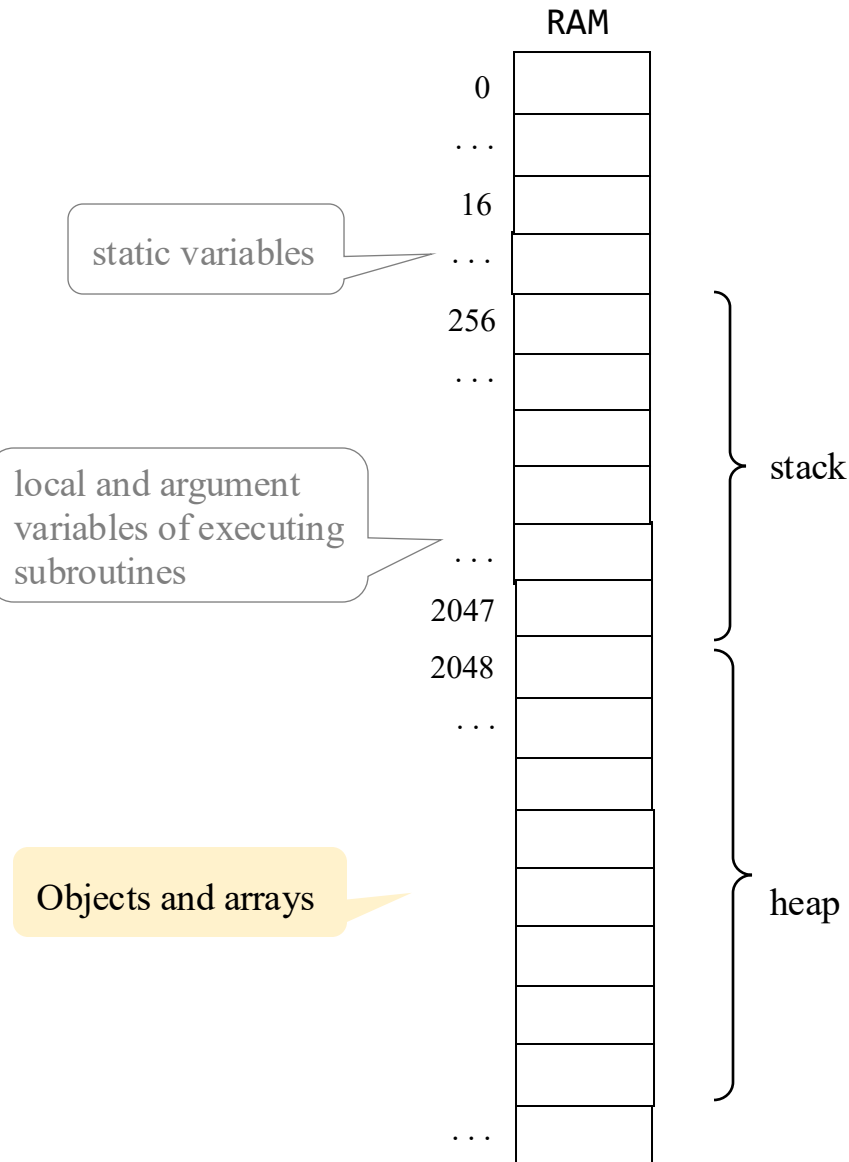 RAM
0
...
16
static variables
...
256
...
stack
local and argument
variables of executing
subroutines
...
2047
2048
...
Objects and arrays
heap
...